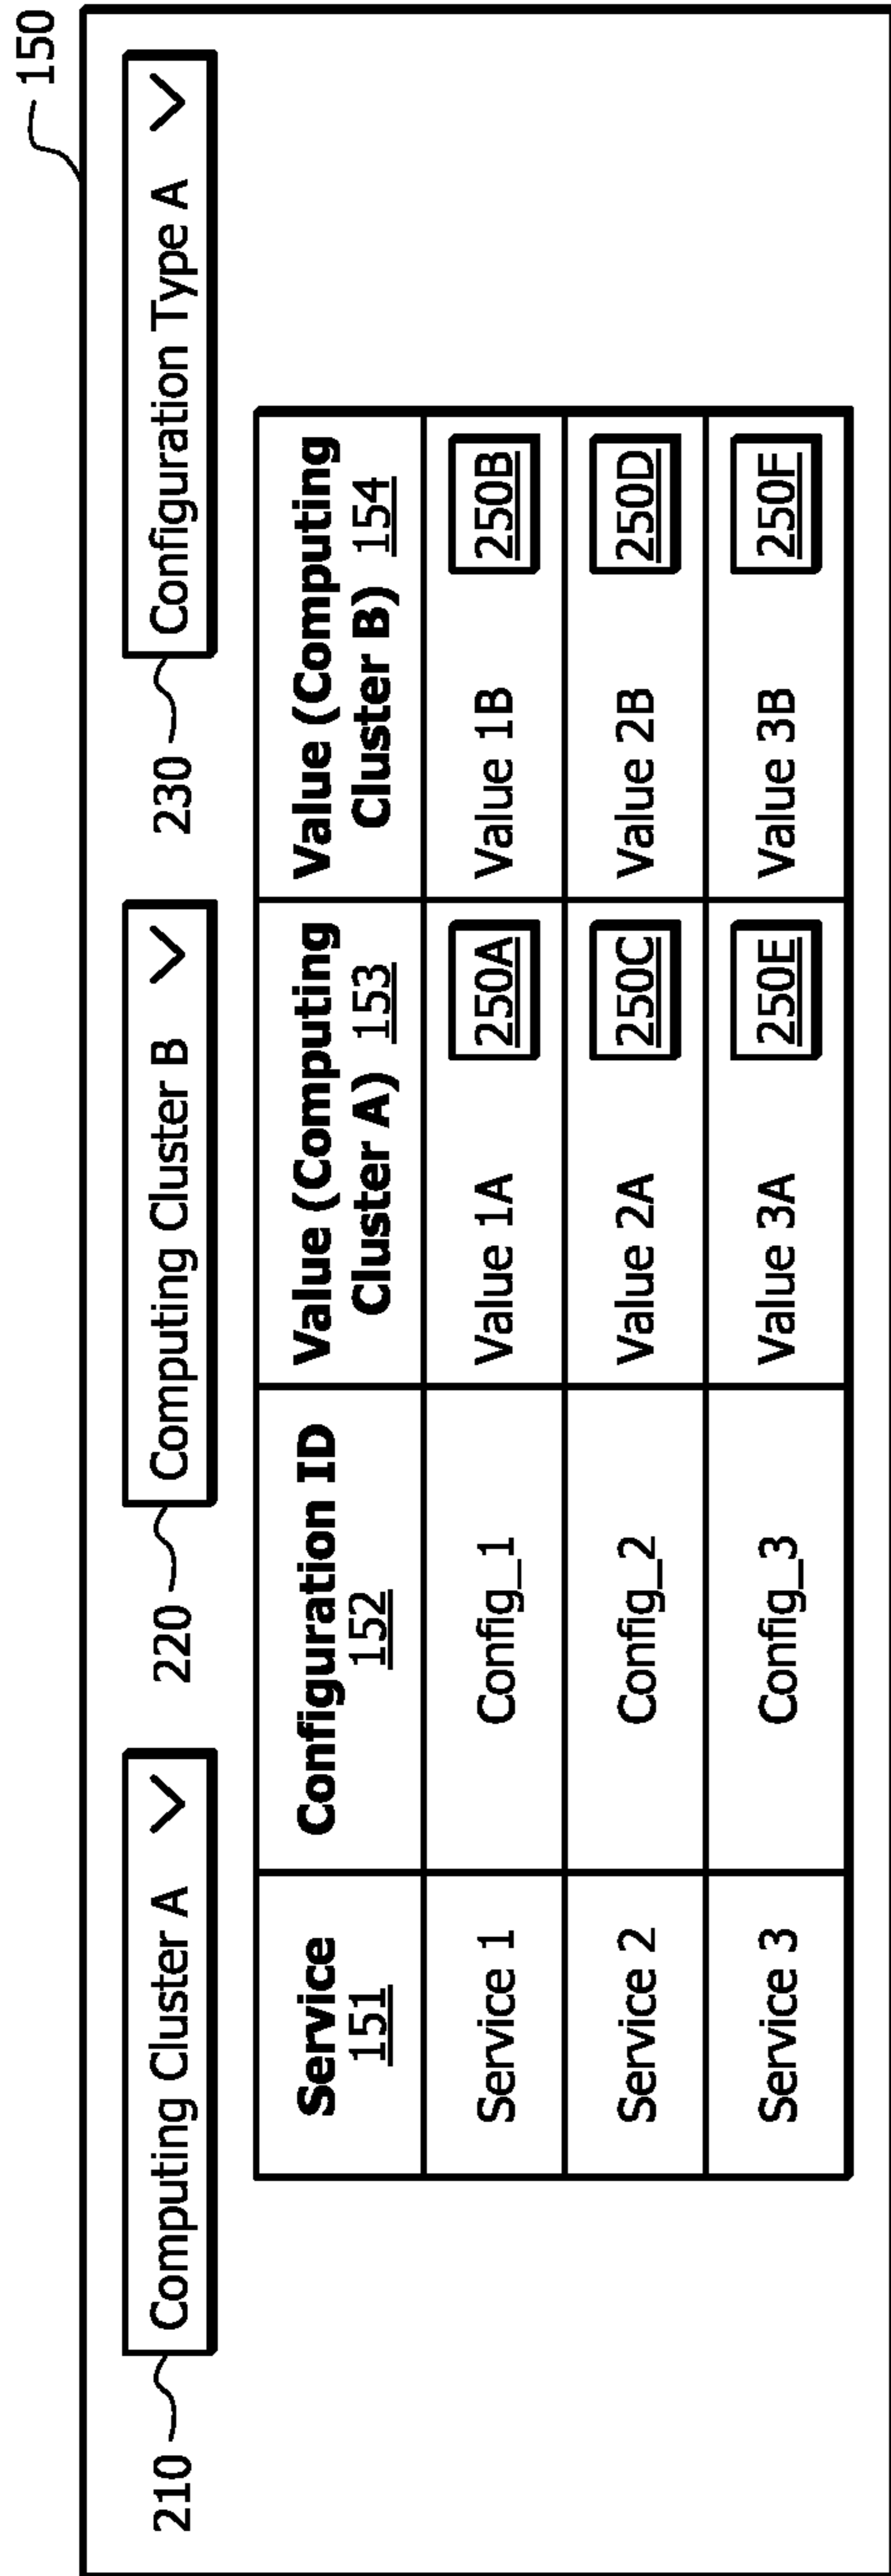 150
210
Computing Cluster A
220
Computing Cluster B
230
Configuration Type A
Service
151
Configuration ID
152
Value (Computing
Cluster A) 153
Value (Computing
Cluster B) 154
Service 1
Config_1
Value 1A
250A
Value 1B
250B
Service 2
Config_2
Value 2A
250C
Value 2B
250D
Service 3
Config_3
Value 3A
250E
Value 3B
250F